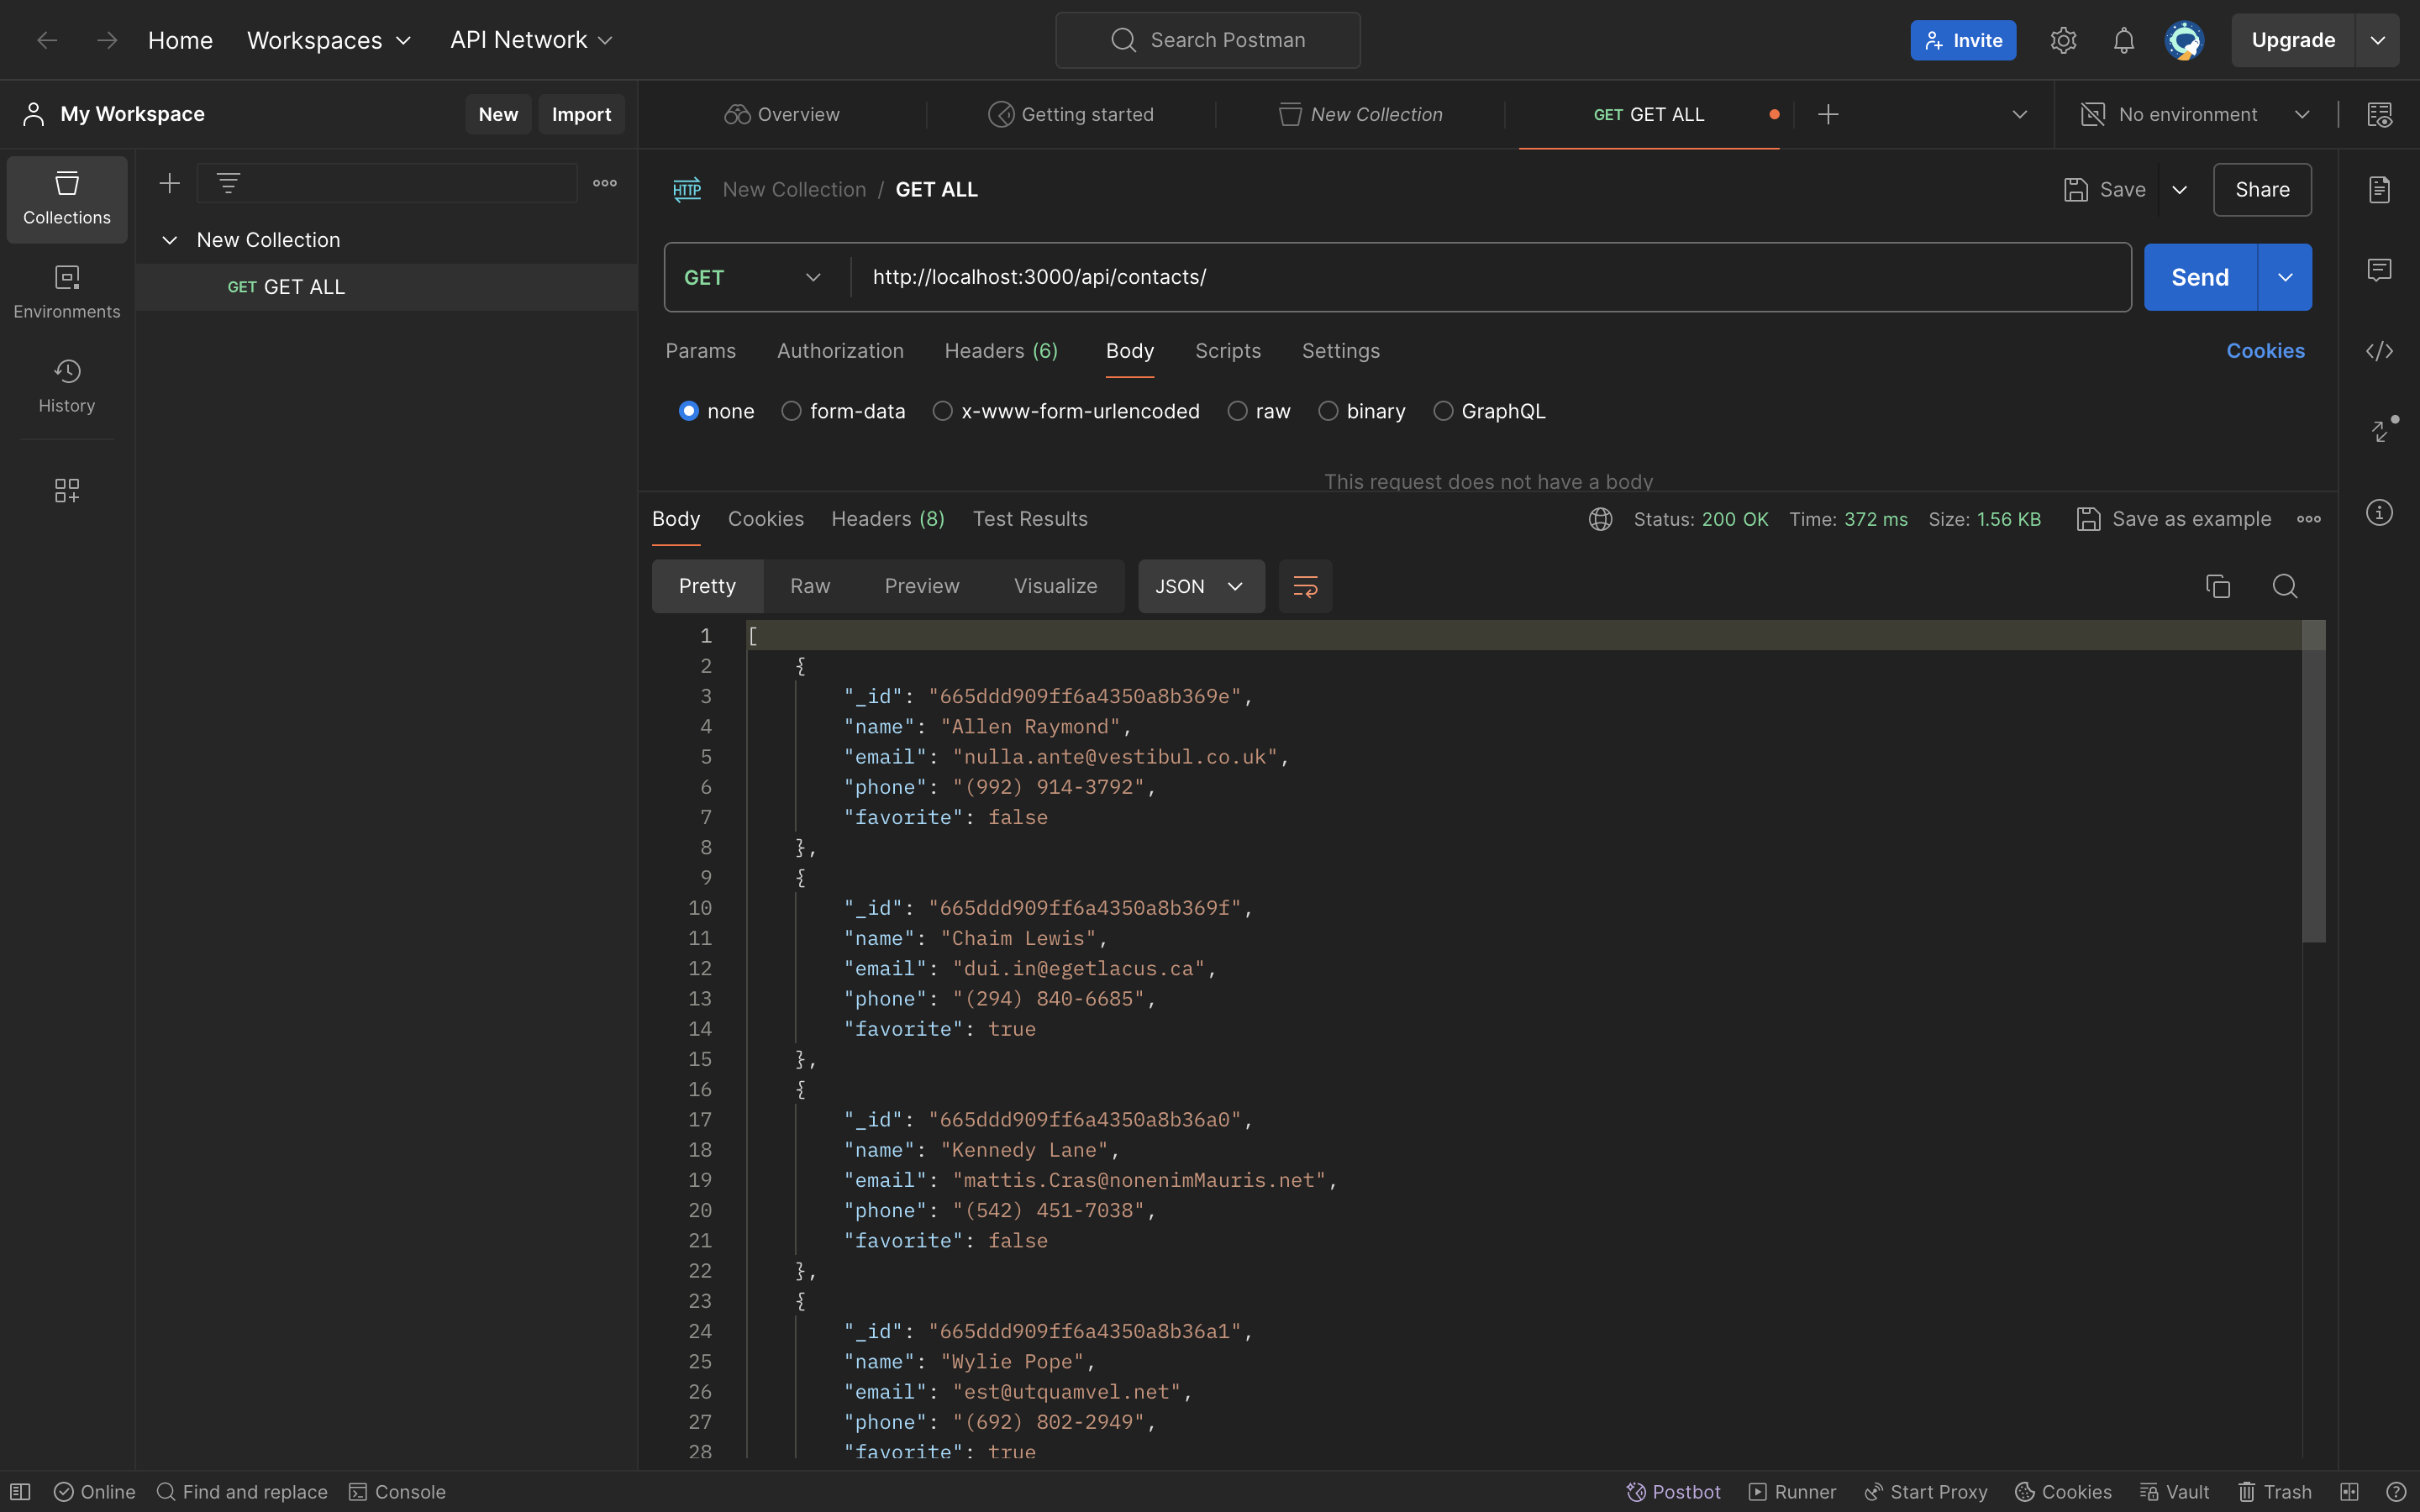 Home Workspaces API Network Search Postman Invite Upgrade
My Workspace New Import Overview Getting started New Collection GET GET ALL No environment
Collections
Environments
History
New Collection
GET GET ALL
HTTP New Collection / GET ALL Save Share
GET http://localhost:3000/api/contacts/ Send
Params Authorization Headers (6) Body Scripts Settings Cookies
none form-data x-www-form-urlencoded raw binary GraphQL
This request does not have a body
Body Cookies Headers (8) Test Results Status: 200 OK Time: 372 ms Size: 1.56 KB Save as example
Pretty Raw Preview Visualize JSON
1 [
2 {
3 "_id": "665ddd909ff6a4350a8b369e",
4 "name": "Allen Raymond",
5 "email": "nulla.ante@vestibul.co.uk",
6 "phone": "(992) 914-3792",
7 "favorite": false
8 },
9 {
10 "_id": "665ddd909ff6a4350a8b369f",
11 "name": "Chaim Lewis",
12 "email": "dui.in@egetlacus.ca",
13 "phone": "(294) 840-6685",
14 "favorite": true
15 },
16 {
17 "_id": "665ddd909ff6a4350a8b36a0",
18 "name": "Kennedy Lane",
19 "email": "mattis.Cras@nonenimMauris.net",
20 "phone": "(542) 451-7038",
21 "favorite": false
22 },
23 {
24 "_id": "665ddd909ff6a4350a8b36a1",
25 "name": "Wylie Pope",
26 "email": "est@utquamvel.net",
27 "phone": "(692) 802-2949",
28 "favorite": true
Online Find and replace Console Postbot Runner Start Proxy Cookies Vault Trash